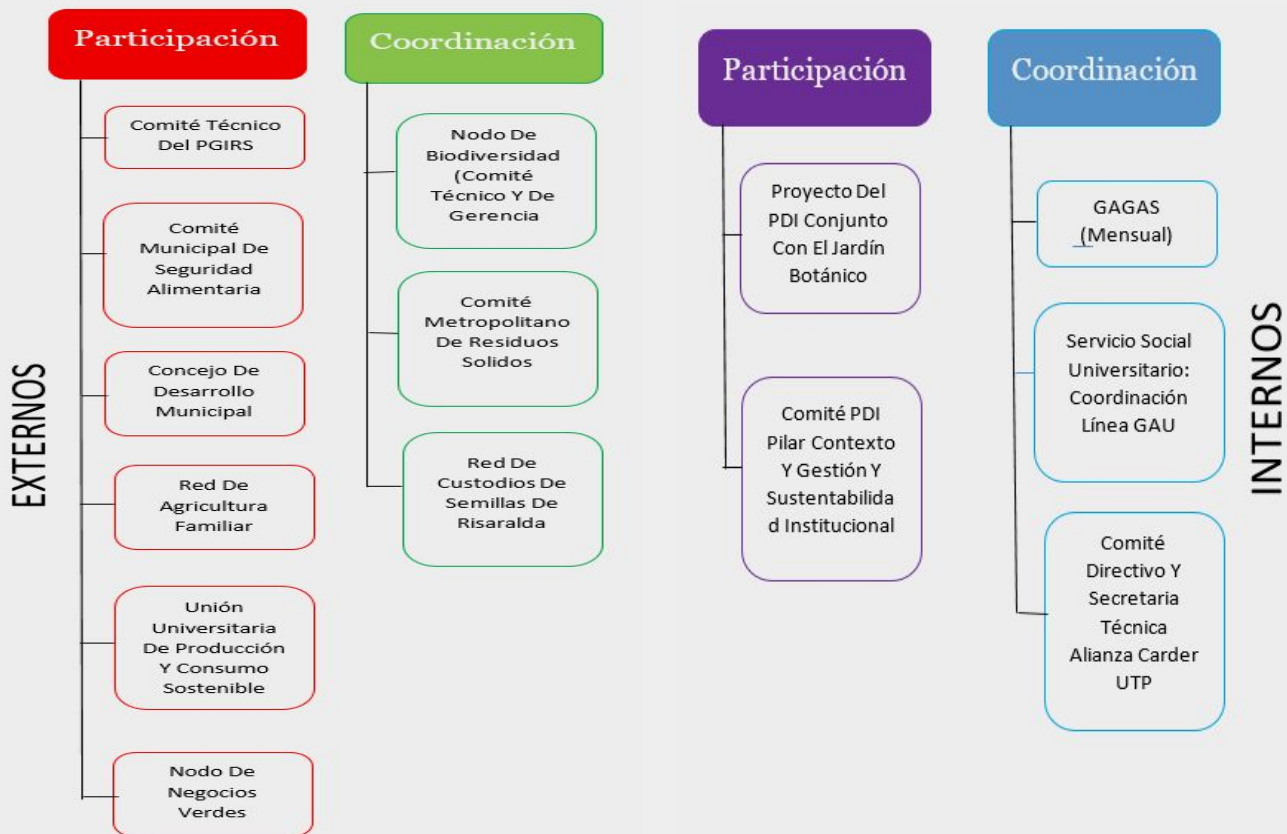 EXTERNOS
Participación
Comité Técnico
Del PGIRS
Comité
Municipal De
Seguridad
Alimentaria
Concejo De
Desarrollo
Municipal
Red De
Agricultura
Familiar
Unión
Universitaria
De Producción
Y Consumo
Sostenible
Nodo De
Negocios
Verdes
Coordinación
Nodo De
Biodiversidad
(Comité
Técnico Y De
Gerencia
Comité
Metropolitano
De Residuos
Solidos
Red De
Custodios De
Semillas De
Risaralda
Participación
Proyecto Del
PDI Conjunto
Con El Jardín
Botánico
Comité PDI
Pilar Contexto
Y Gestión Y
Sustentabilida
d Institucional
Coordinación
GAGAS
(Mensual)
Servicio Social
Universitario:
Coordinación
Línea GAU
Comité
Directivo Y
Secretaria
Técnica
Alianza Carder
UTP
INTERNOS